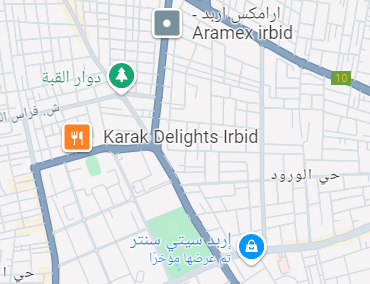 ارامكس اربد -
Aramex irbid
دوار القبة
10
ش. فراس
Karak Delights Irbid
حي الورود
إربد سيتي سنتر
تم عرضها مؤخرًا
حي